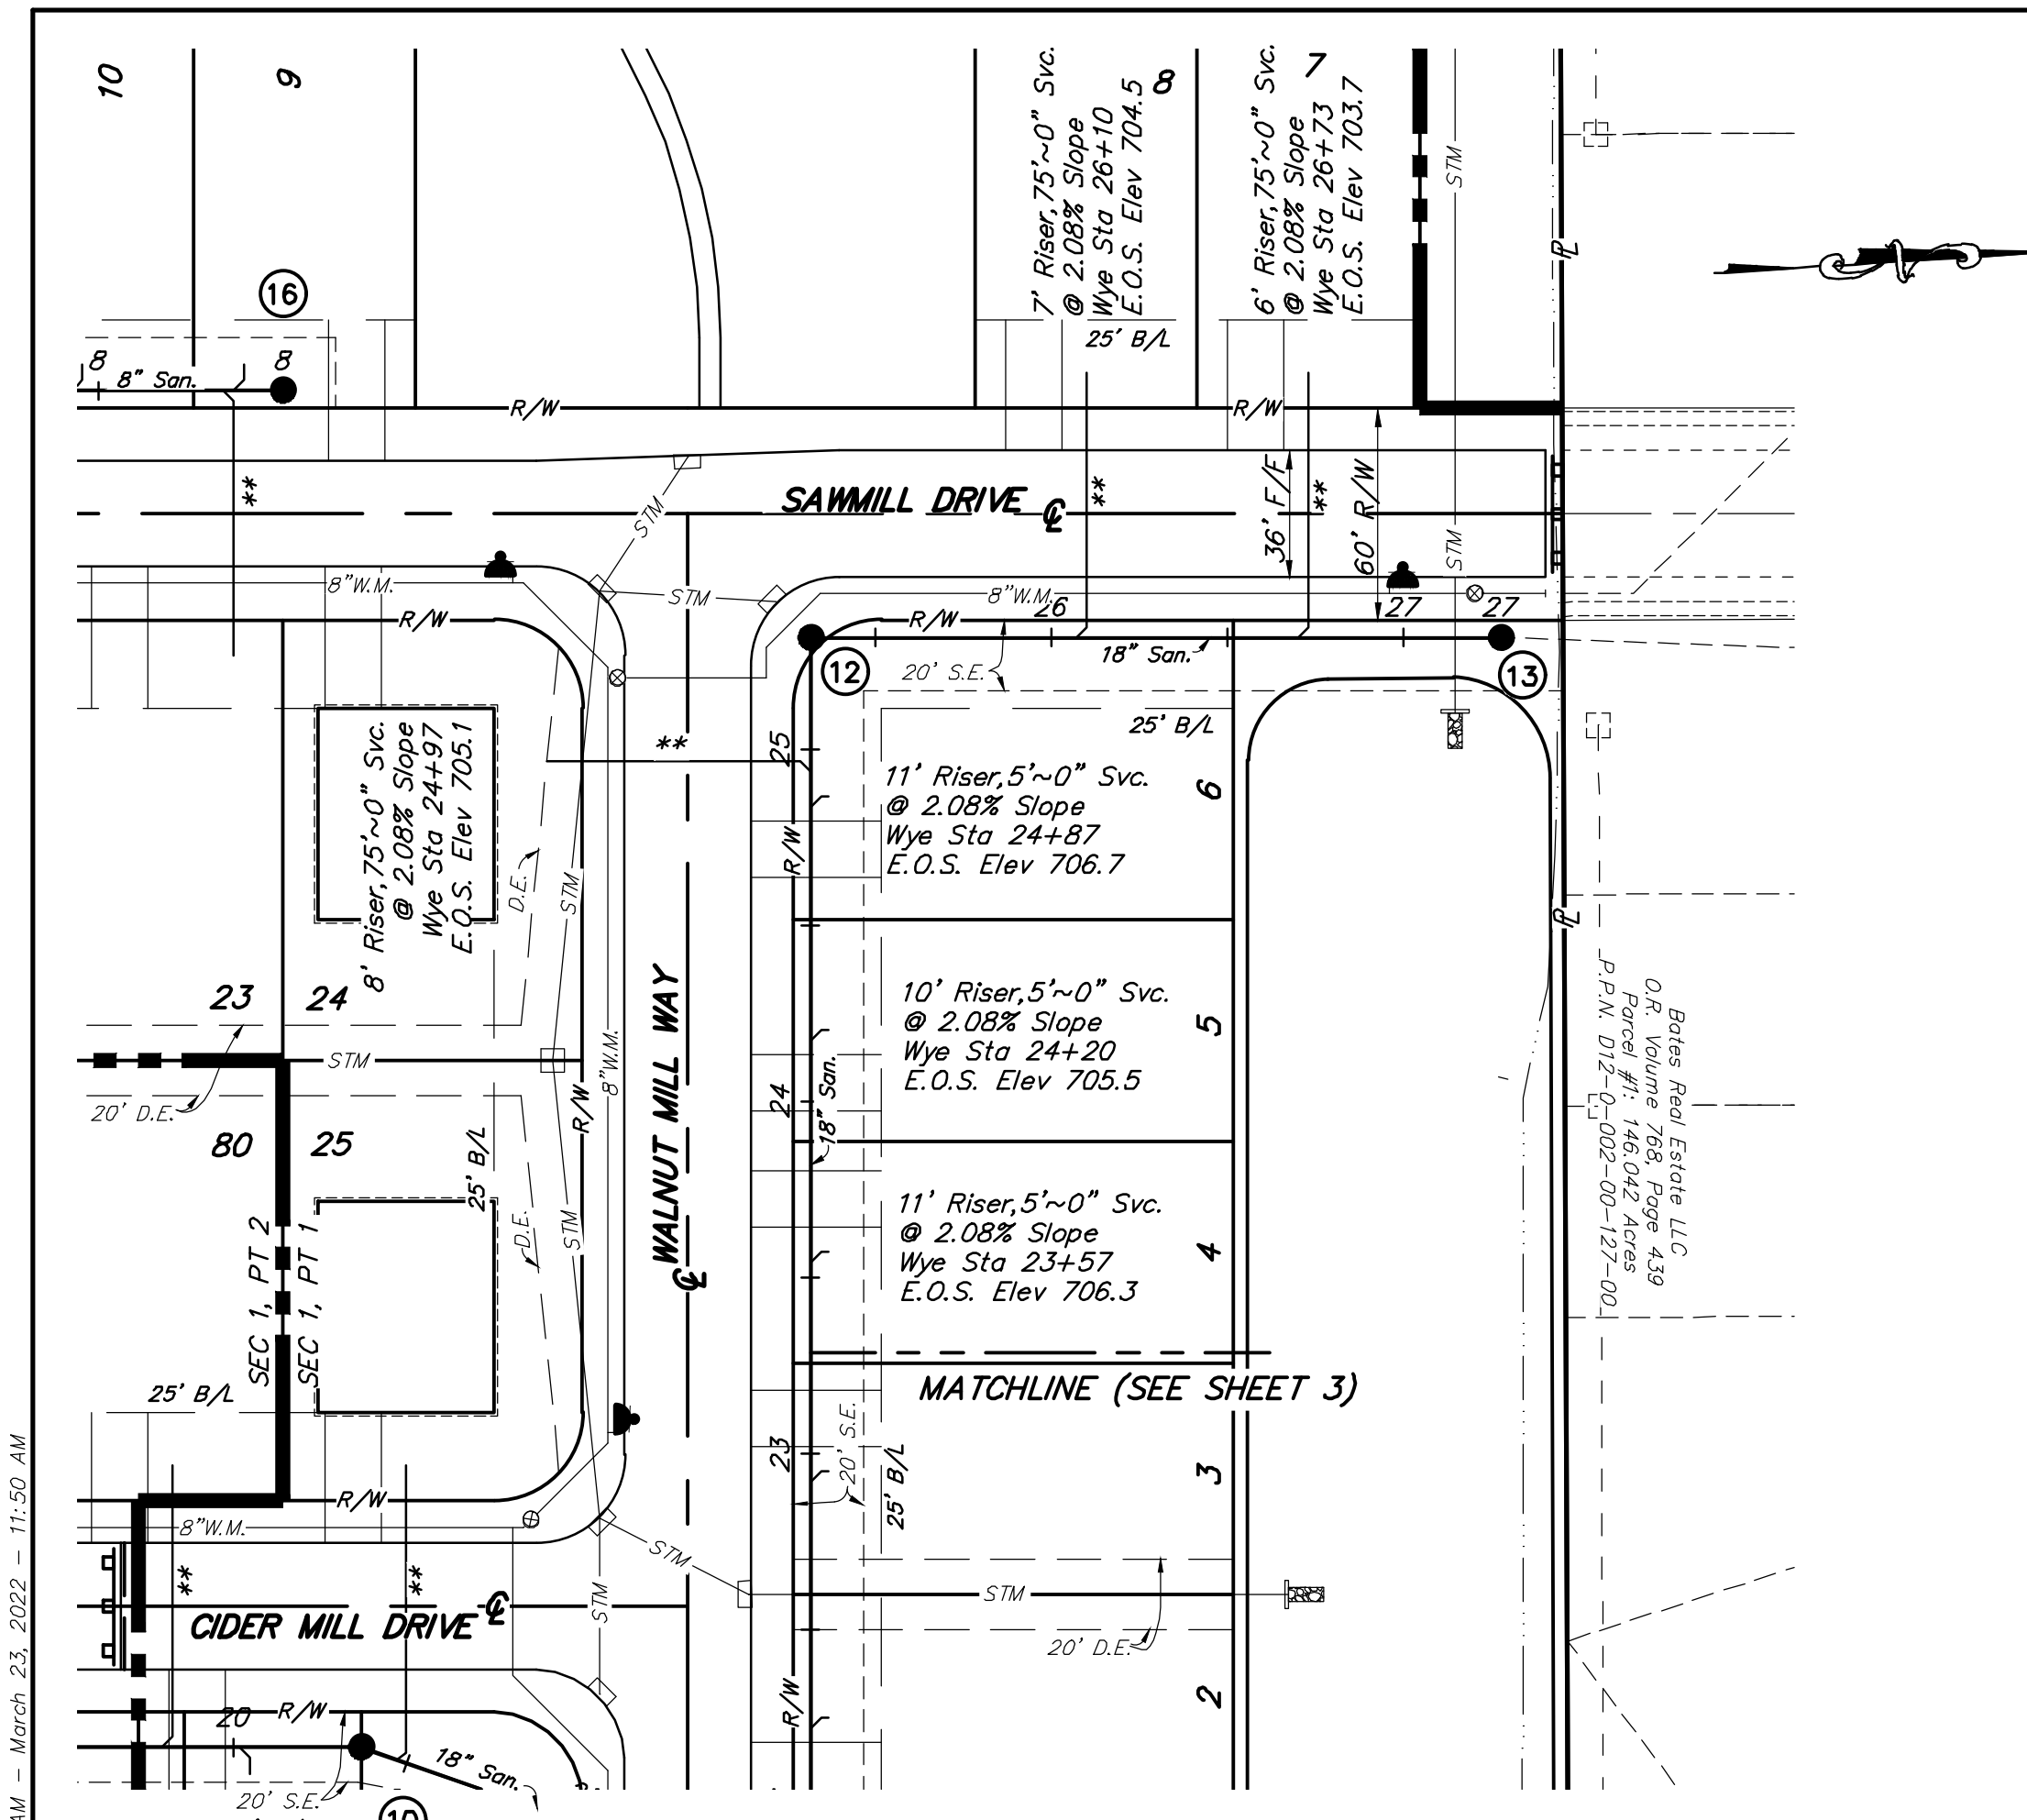 10
9
8
7
7' Riser,75'~0" Svc.
@ 2.08% Slope
Wye Sta 26+10
E.O.S. Elev 704.5
6' Riser,75'~0" Svc.
@ 2.08% Slope
Wye Sta 26+73
E.O.S. Elev 703.7
STM
PL
16
25' B/L
8
8" San.
8
R/W
R/W
**
SAWMILL DRIVE
CL
**
36' F/F
**
60' R/W
STM
STM
8"W.M.
STM
8"W.M.
26
27
27
R/W
R/W
12
20' S.E.
18" San.
13
25' B/L
8' Riser,75'~0" Svc.
@ 2.08% Slope
Wye Sta 24+97
E.O.S. Elev 705.1
**
25
11' Riser,5'~0" Svc.
@ 2.08% Slope
Wye Sta 24+87
E.O.S. Elev 706.7
6
R/W
D.E.
STM
PL
23
24
10' Riser,5'~0" Svc.
@ 2.08% Slope
Wye Sta 24+20
E.O.S. Elev 705.5
5
WALNUT MILL WAY
CL
STM
8"W.M.
R/W
24
18" San.
20' D.E.
80
25
25' B/L
Bates Real Estate LLC
O.R. Volume 768, Page 439
Parcel #1: 146.042 Acres
P.P.N. D12-0-002-00-127-00
11' Riser,5'~0" Svc.
@ 2.08% Slope
Wye Sta 23+57
E.O.S. Elev 706.3
4
SEC 1, PT 2
SEC 1, PT 1
D.E.
STM
25' B/L
MATCHLINE (SEE SHEET 3)
23
20' S.E.
25' B/L
3
R/W
8"W.M.
STM
**
**
CIDER MILL DRIVE
CL
STM
STM
20' D.E.
2
R/W
20
R/W
18" San.
20' S.E.
10
AM - March 23, 2022 - 11:50 AM